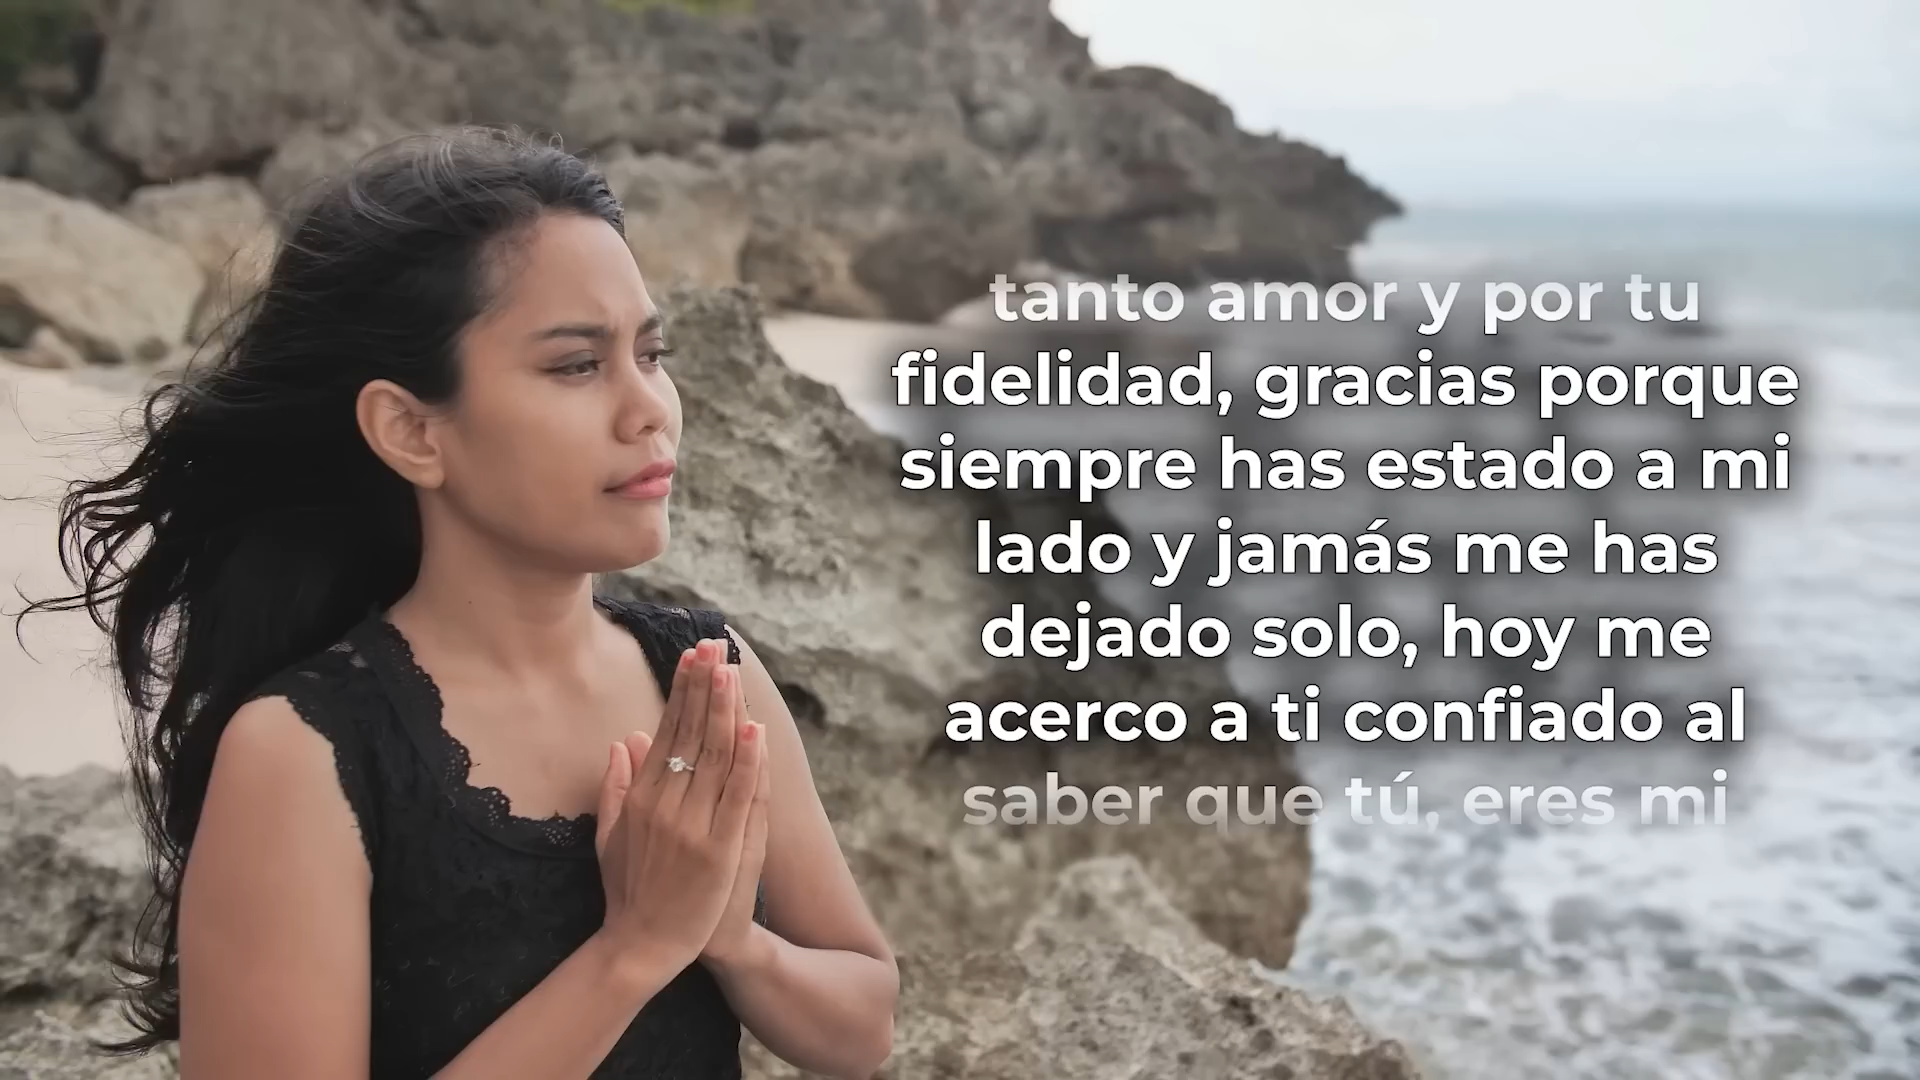 tanto amor y por tu
fidelidad, gracias porque
siempre has estado a mi
lado y jamás me has
dejado solo, hoy me
acerco a ti confiado al
saber que tú, eres mi